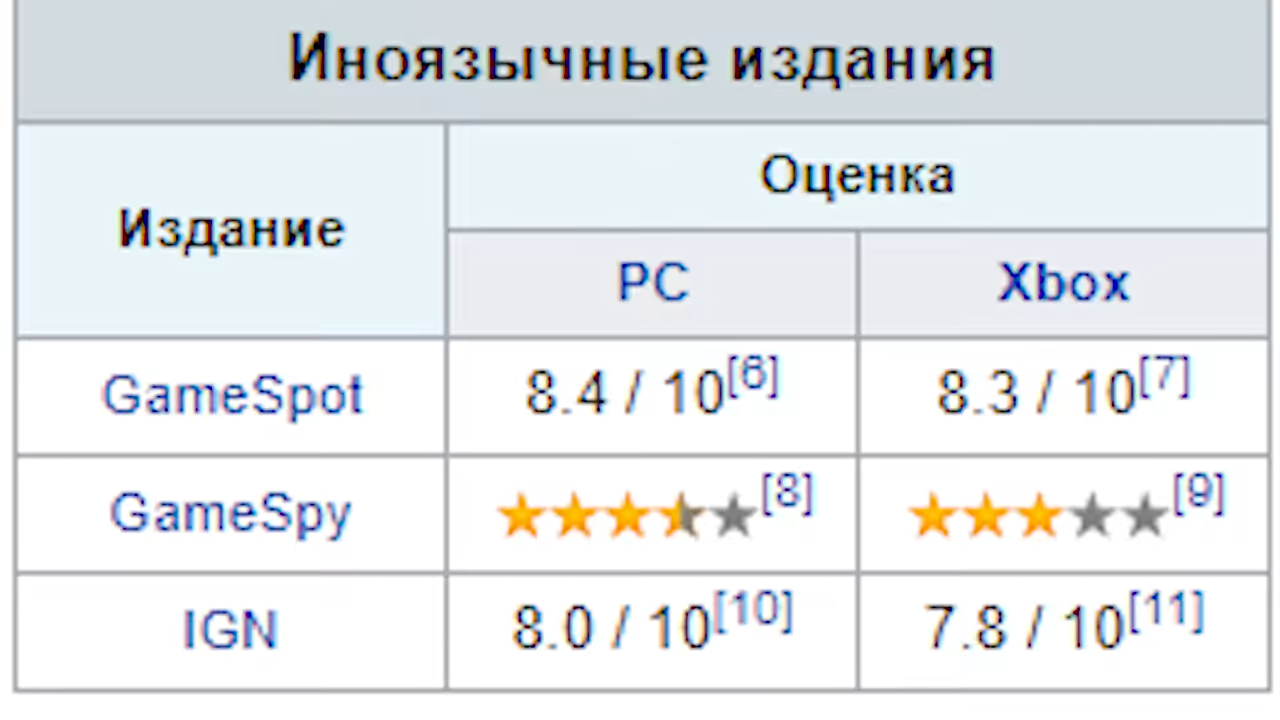 Иноязычные издания
Издание
Оценка
PC Xbox
GameSpot 8.4 / 10[6] 8.3 / 10[7]
GameSpy [8] [9]
IGN 8.0 / 10[10] 7.8 / 10[11]